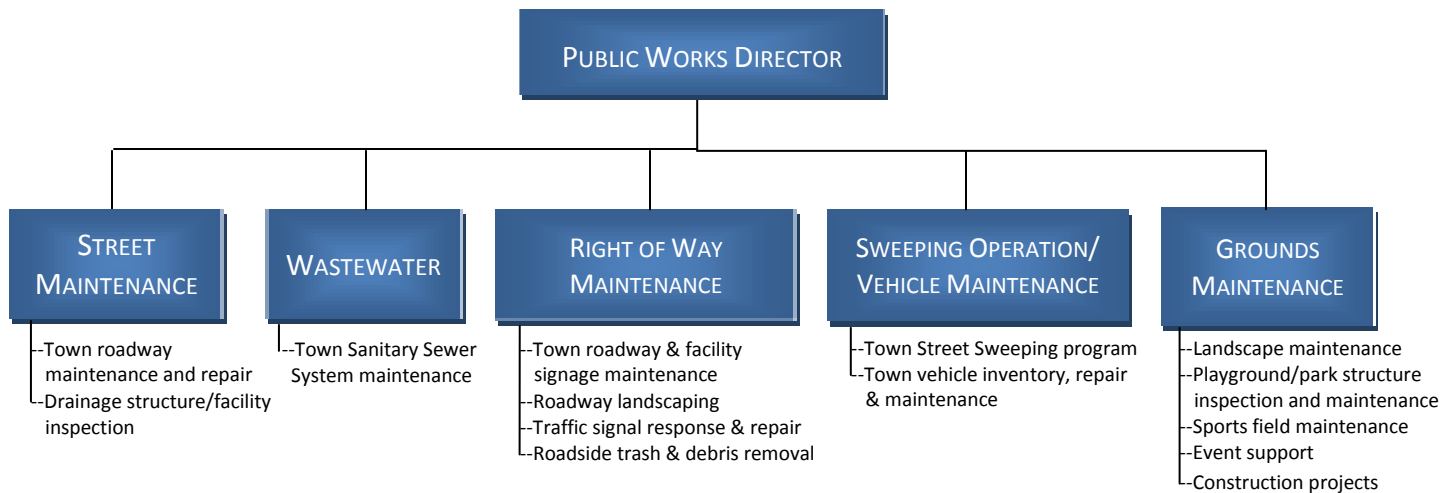 PUBLIC WORKS DIRECTOR
STREET
MAINTENANCE
--Town roadway
maintenance and repair
--Drainage structure/facility
inspection
WASTEWATER
--Town Sanitary Sewer
System maintenance
RIGHT OF WAY
MAINTENANCE
--Town roadway & facility
signage maintenance
--Roadway landscaping
--Traffic signal response & repair
--Roadside trash & debris removal
SWEEPING OPERATION/
VEHICLE MAINTENANCE
--Town Street Sweeping program
--Town vehicle inventory, repair
& maintenance
GROUNDS
MAINTENANCE
--Landscape maintenance
--Playground/park structure
inspection and maintenance
--Sports field maintenance
--Event support
--Construction projects